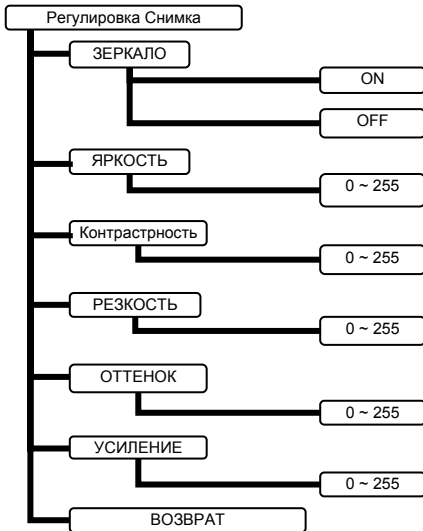 Регулировка Снимка
ЗЕРКАЛО
ON
OFF
ЯРКОСТЬ
0 ~ 255
Контрастрность
0 ~ 255
РЕЗКОСТЬ
0 ~ 255
ОТТЕНОК
0 ~ 255
УСИЛЕНИЕ
0 ~ 255
ВОЗВРАТ